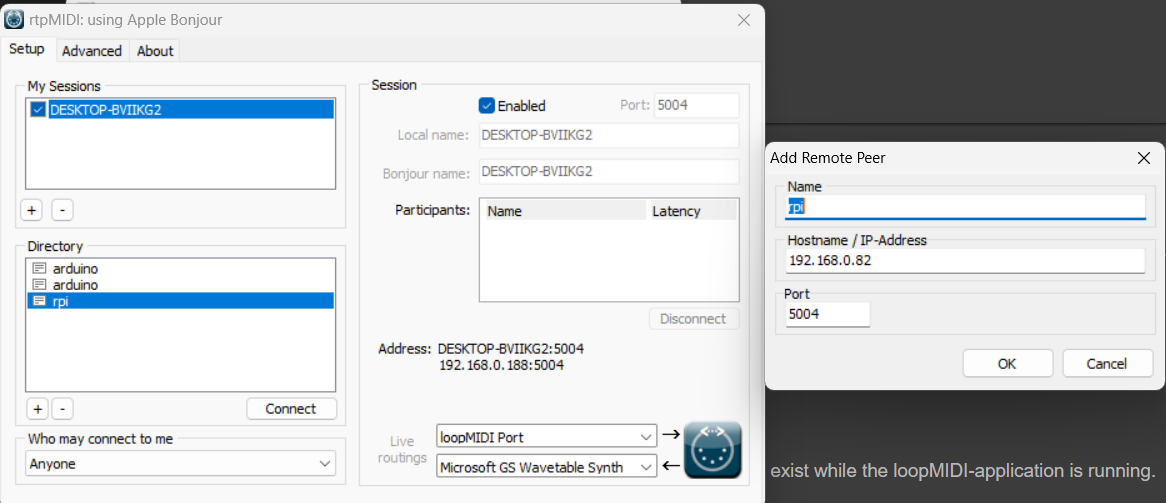 rtpMIDI: using Apple Bonjour
Setup
Advanced
About
My Sessions
DESKTOP-BVIIKG2
+
-
Directory
arduino
arduino
rpi
+
-
Connect
Who may connect to me
Anyone
Session
Enabled
Port: 5004
Local name: DESKTOP-BVIIKG2
Bonjour name: DESKTOP-BVIIKG2
Participants:
Name
Latency
Disconnect
Address: DESKTOP-BVIIKG2:5004
192.168.0.188:5004
Live
routings
loopMIDI Port
Microsoft GS Wavetable Synth
Add Remote Peer
Name
rpi
Hostname / IP-Address
192.168.0.82
Port
5004
OK
Cancel
exist while the loopMIDI-application is running.